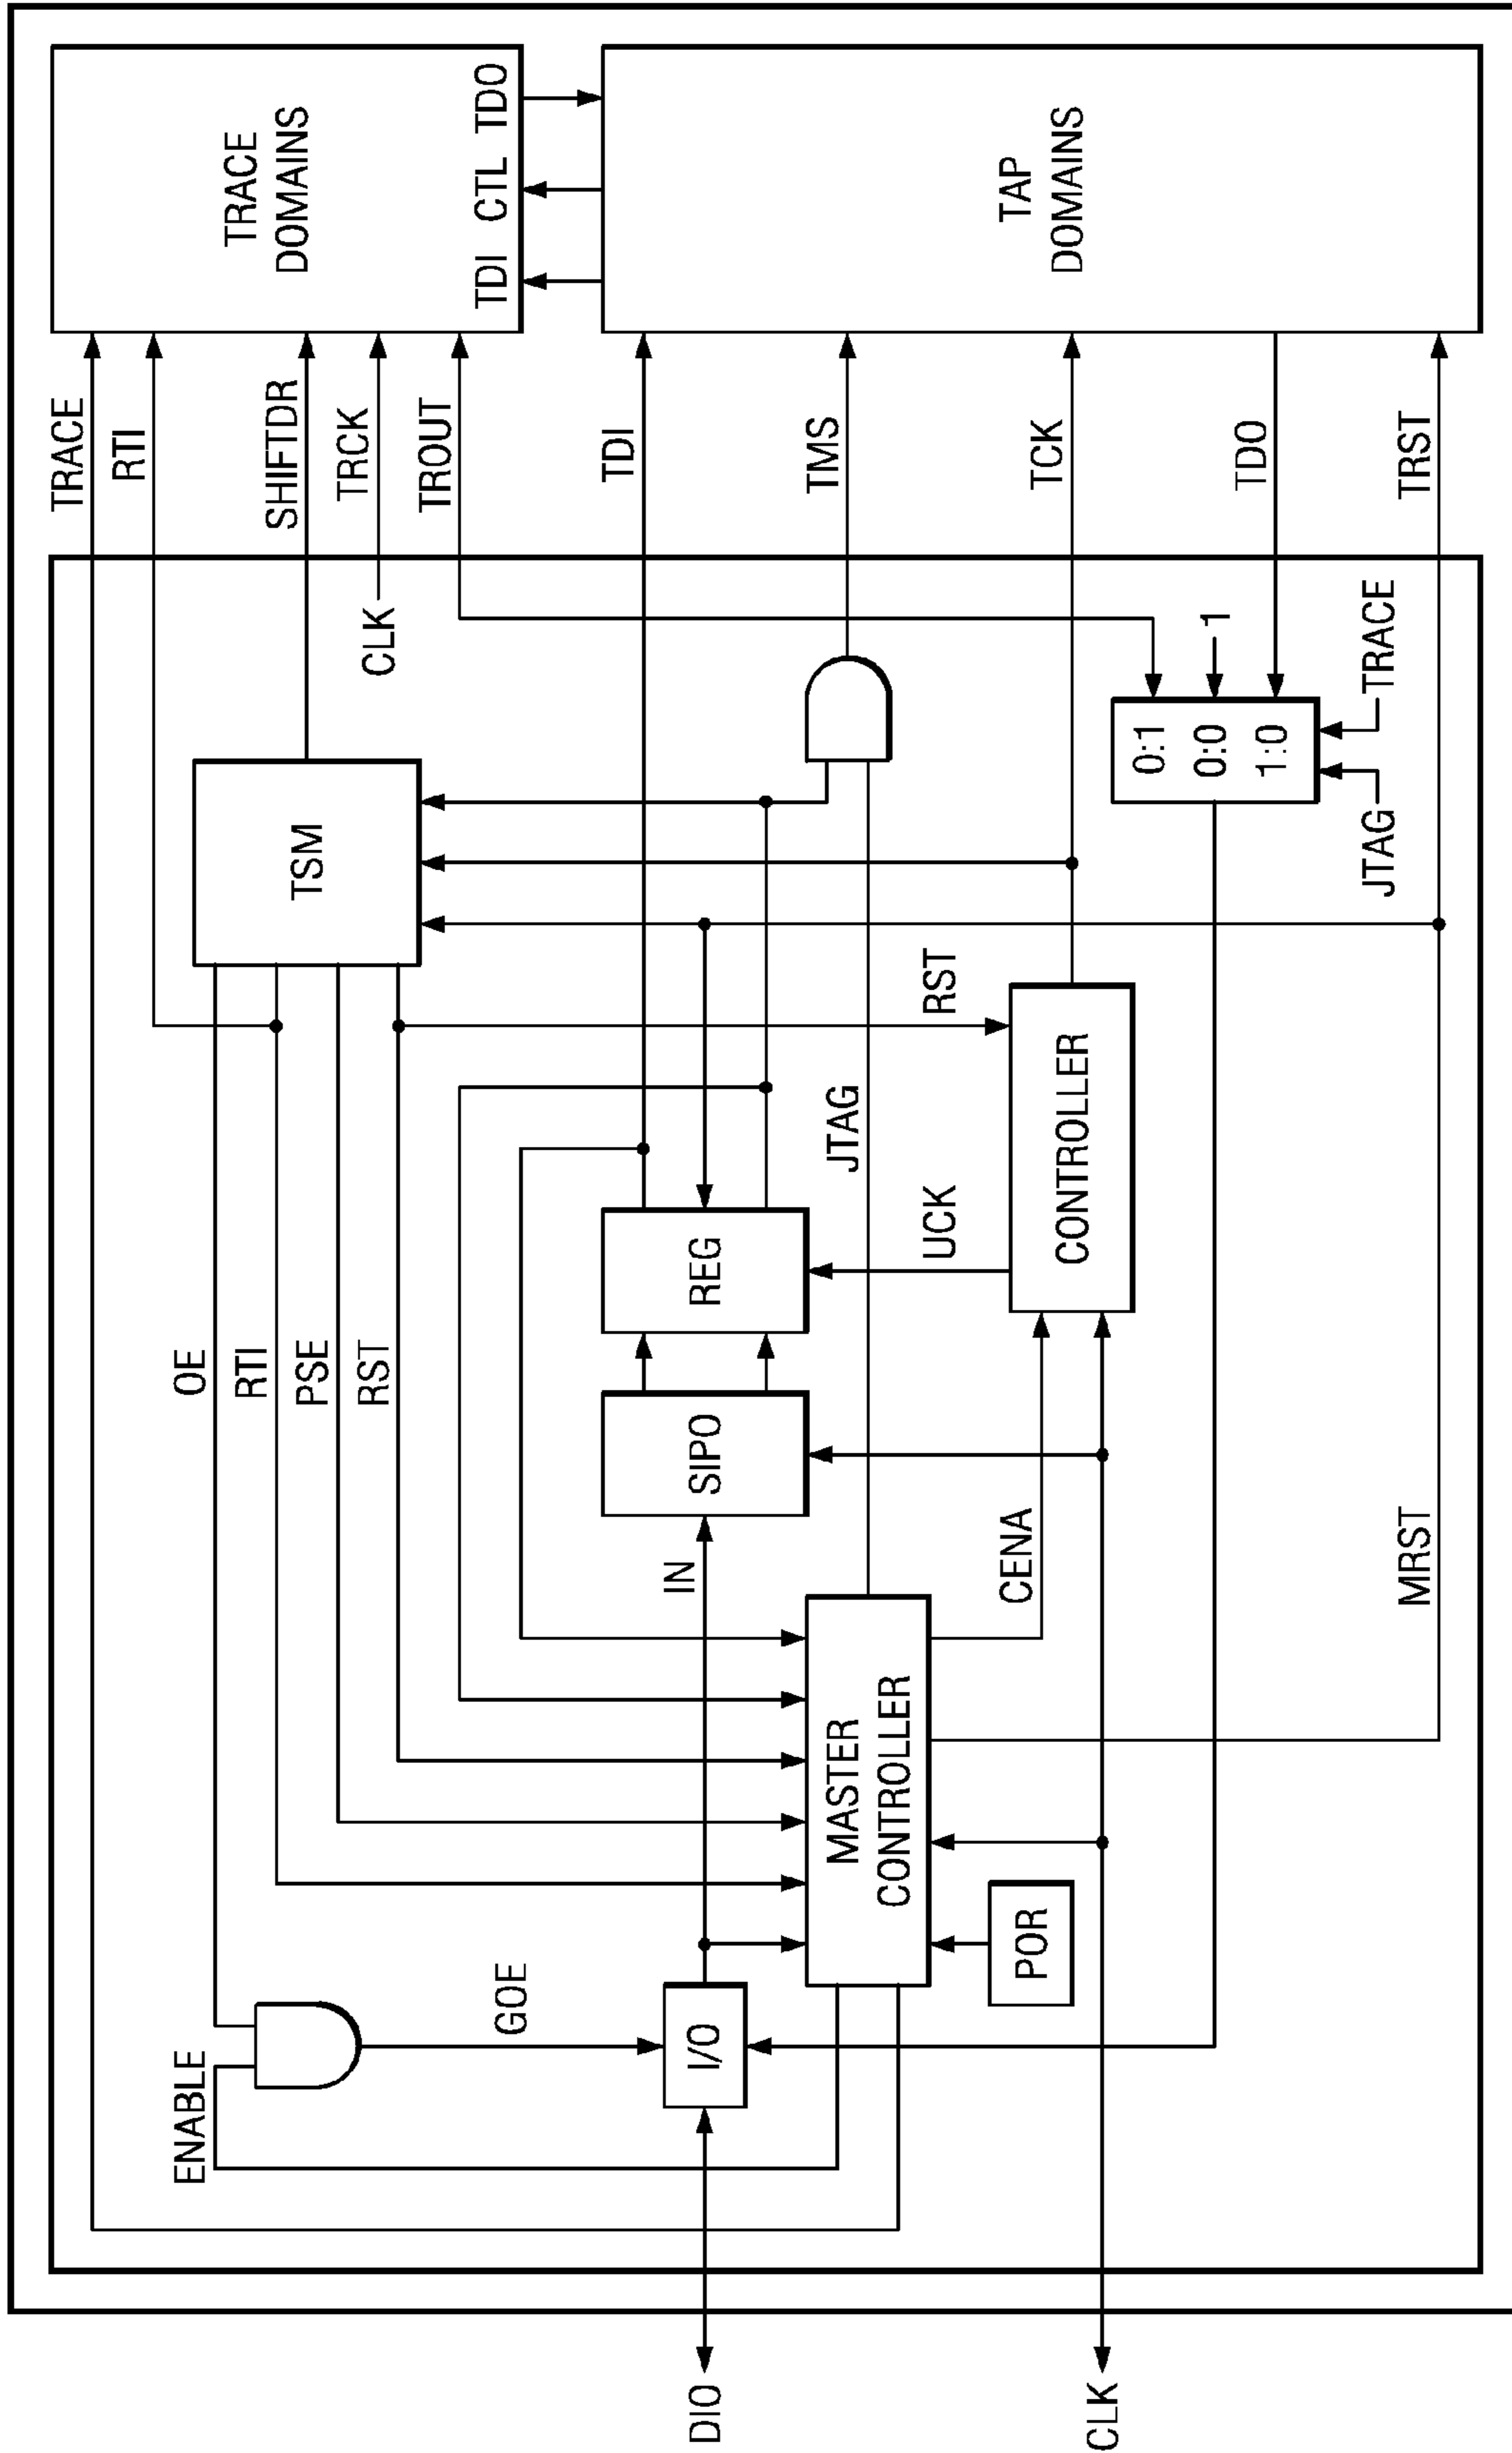 TRACE
DOMAINS
TDI CTL TDO
TAP
DOMAINS
TRACE
RTI
SHIFTDR
TRCK
TROUT
TDI
TMS
TCK
TDO
TRST
CLK
TSM
1
0:1
0:0
1:0
TRACE
JTAG
RST
JTAG
CONTROLLER
UCK
REG
SIPO
OE
RTI
PSE
RST
IN
CENA
MRST
MASTER
CONTROLLER
POR
GOE
I/O
ENABLE
DIO
CLK